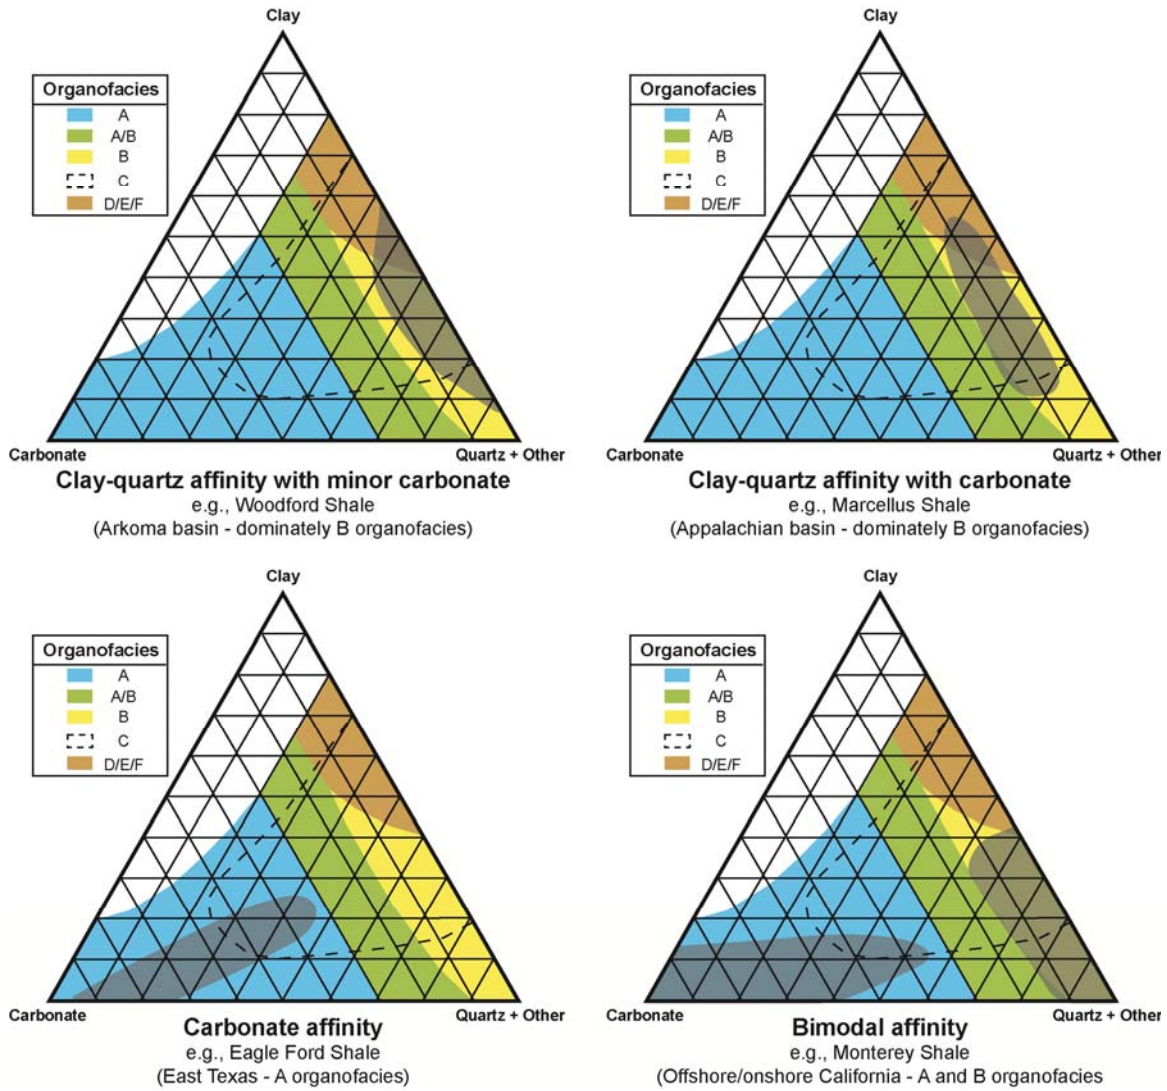 Clay
Organofacies
A
A/B
B
C
D/E/F
Carbonate
Quartz + Other
Clay-quartz affinity with minor carbonate
e.g., Woodford Shale
(Arkoma basin - dominately B organofacies)
Clay
Organofacies
A
A/B
B
C
D/E/F
Carbonate
Quartz + Other
Clay-quartz affinity with carbonate
e.g., Marcellus Shale
(Appalachian basin - dominately B organofacies)
Clay
Organofacies
A
A/B
B
C
D/E/F
Carbonate
Quartz + Other
Carbonate affinity
e.g., Eagle Ford Shale
(East Texas - A organofacies)
Clay
Organofacies
A
A/B
B
C
D/E/F
Carbonate
Quartz + Other
Bimodal affinity
e.g., Monterey Shale
(Offshore/onshore California - A and B organofacies